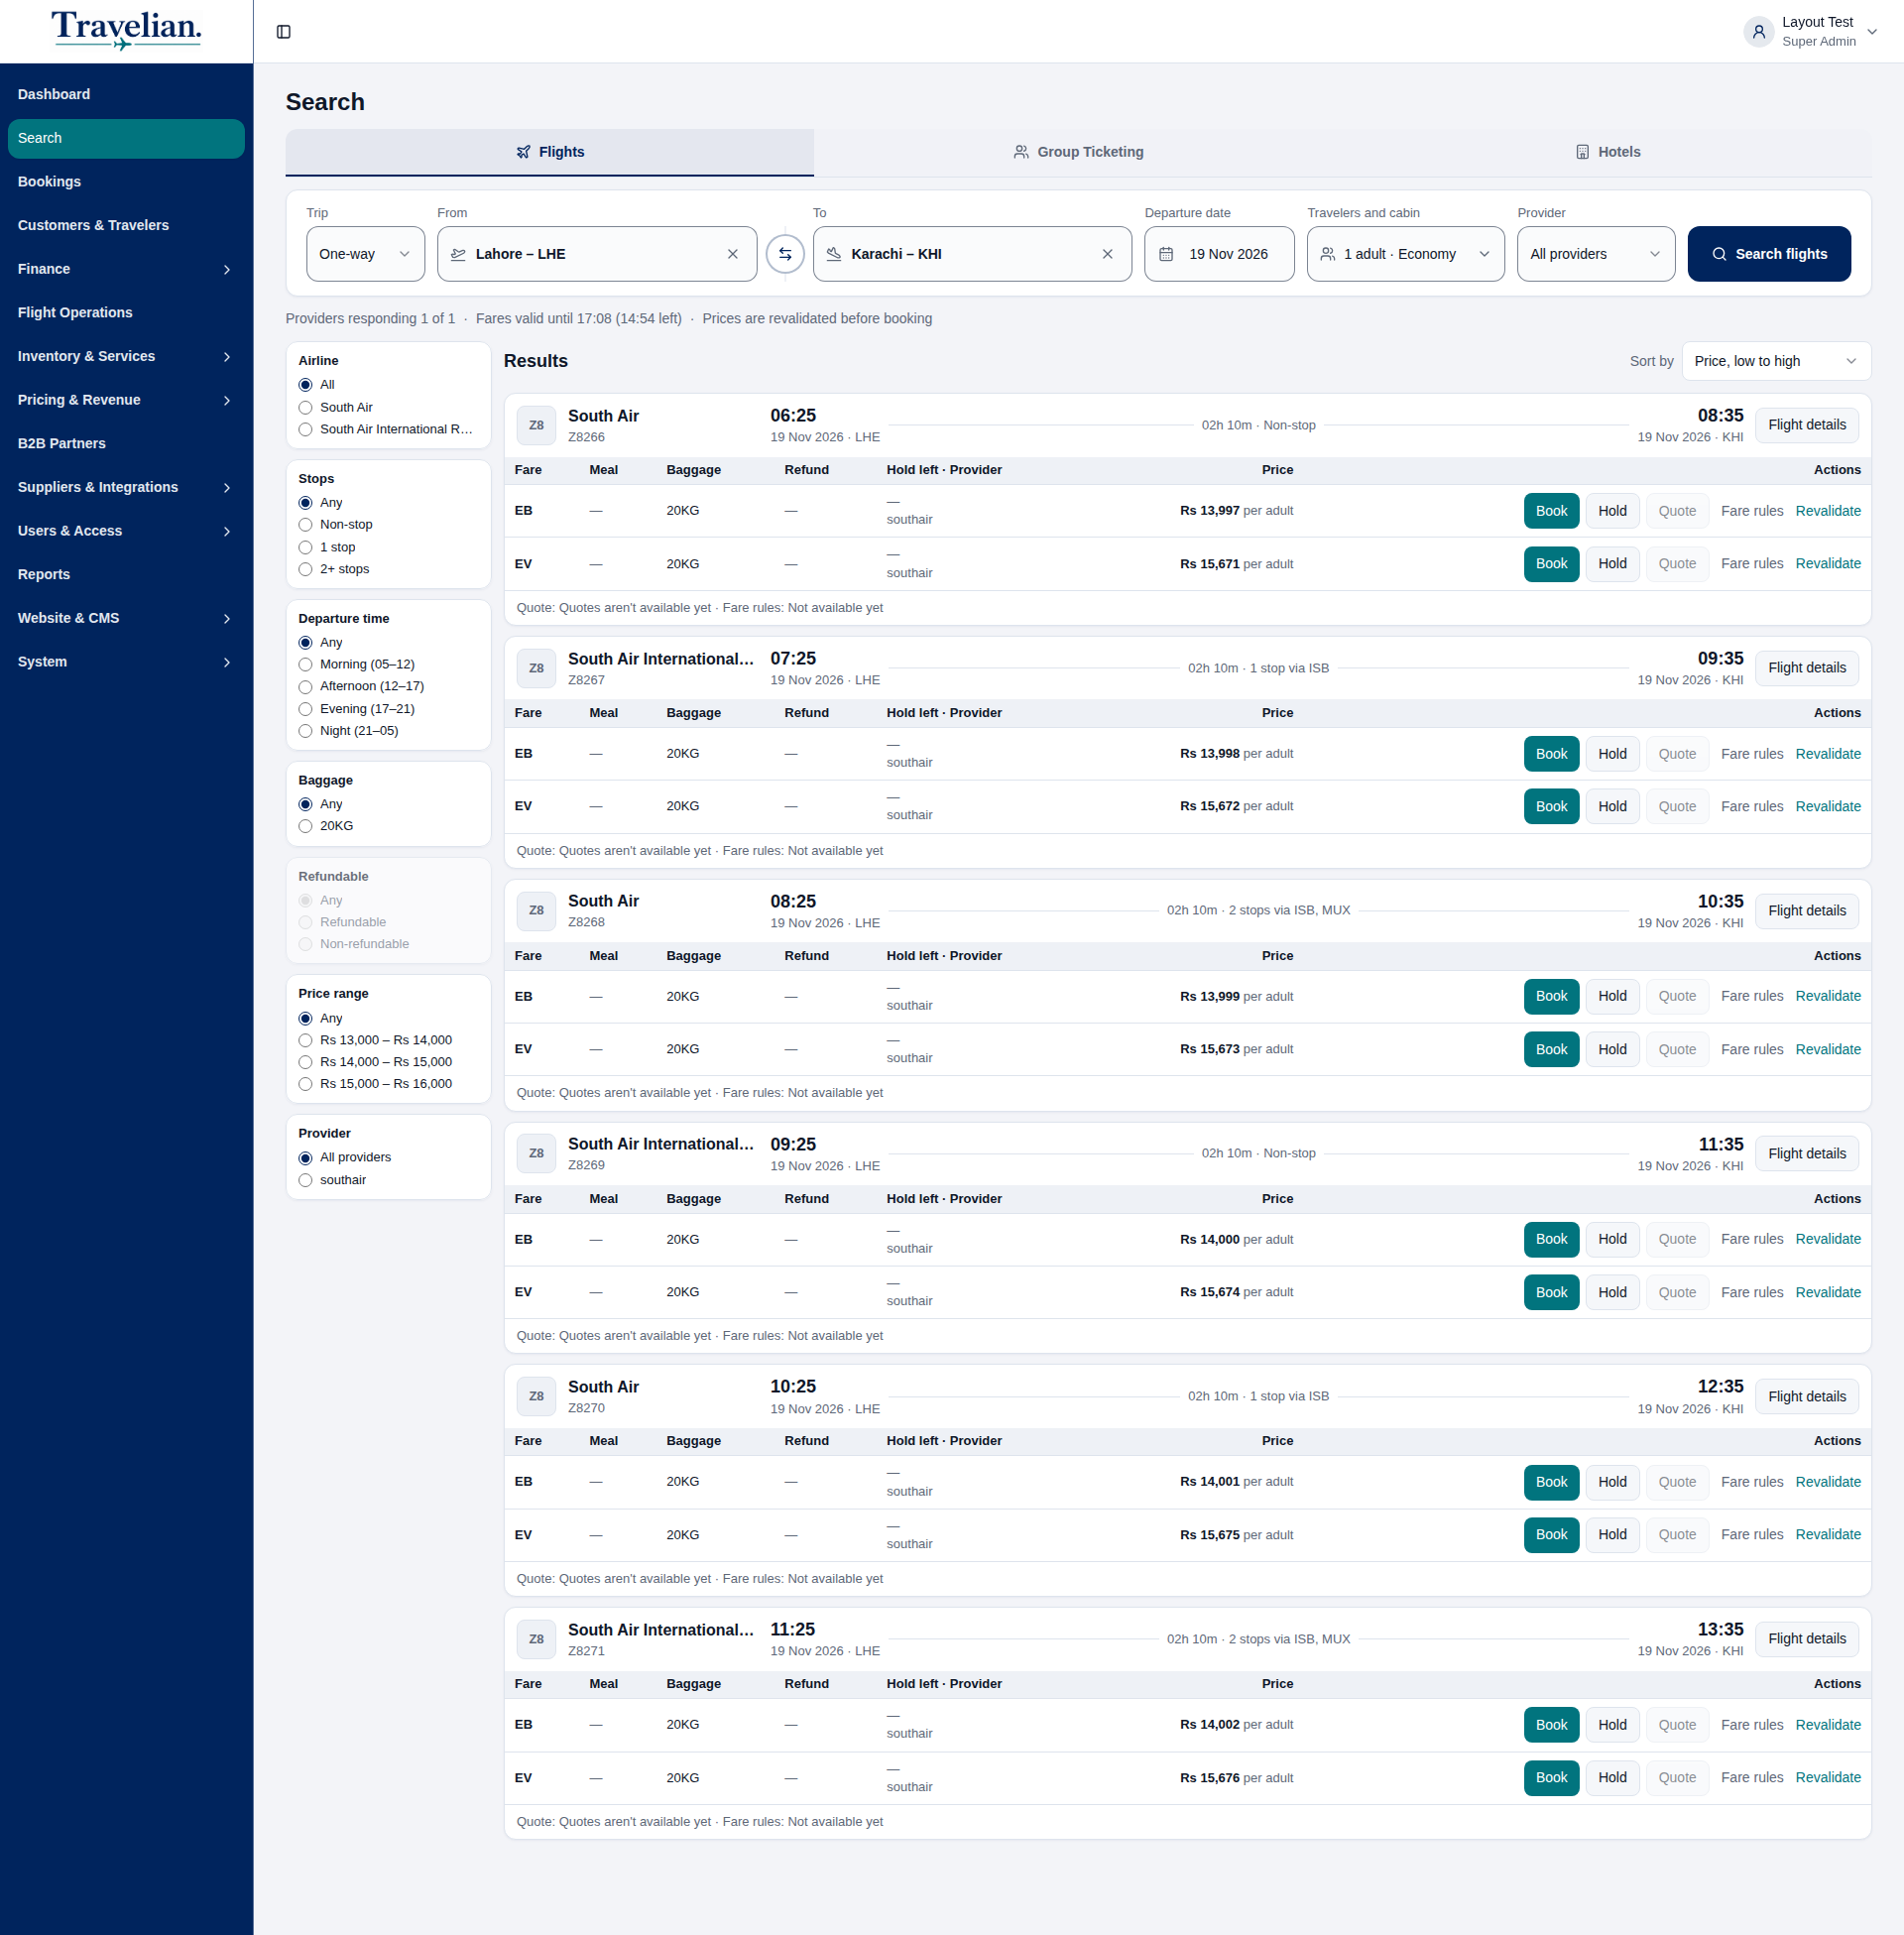 Travelian.
Layout Test
Super Admin
Dashboard
Search
Bookings
Customers & Travelers
Finance
Flight Operations
Inventory & Services
Pricing & Revenue
B2B Partners
Suppliers & Integrations
Users & Access
Reports
Website & CMS
System
Search
Flights
Group Ticketing
Hotels
Trip
From
To
Departure date
Travelers and cabin
Provider
One-way
Lahore – LHE
Karachi – KHI
19 Nov 2026
1 adult · Economy
All providers
Search flights
Providers responding 1 of 1 · Fares valid until 17:08 (14:54 left) · Prices are revalidated before booking
Airline
All
South Air
South Air International R…
Stops
Any
Non-stop
1 stop
2+ stops
Departure time
Any
Morning (05–12)
Afternoon (12–17)
Evening (17–21)
Night (21–05)
Baggage
Any
20KG
Refundable
Any
Refundable
Non-refundable
Price range
Any
Rs 13,000 – Rs 14,000
Rs 14,000 – Rs 15,000
Rs 15,000 – Rs 16,000
Provider
All providers
southair
Results
Sort by
Price, low to high
Z8 South Air 06:25 02h 10m · Non-stop 08:35 Flight details
Z8266 19 Nov 2026 · LHE 19 Nov 2026 · KHI
Fare Meal Baggage Refund Hold left · Provider Price Actions
EB — 20KG — — southair Rs 13,997 per adult Book Hold Quote Fare rules Revalidate
EV — 20KG — — southair Rs 15,671 per adult Book Hold Quote Fare rules Revalidate
Quote: Quotes aren't available yet · Fare rules: Not available yet
Z8 South Air International… 07:25 02h 10m · 1 stop via ISB 09:35 Flight details
Z8267 19 Nov 2026 · LHE 19 Nov 2026 · KHI
Fare Meal Baggage Refund Hold left · Provider Price Actions
EB — 20KG — — southair Rs 13,998 per adult Book Hold Quote Fare rules Revalidate
EV — 20KG — — southair Rs 15,672 per adult Book Hold Quote Fare rules Revalidate
Quote: Quotes aren't available yet · Fare rules: Not available yet
Z8 South Air 08:25 02h 10m · 2 stops via ISB, MUX 10:35 Flight details
Z8268 19 Nov 2026 · LHE 19 Nov 2026 · KHI
Fare Meal Baggage Refund Hold left · Provider Price Actions
EB — 20KG — — southair Rs 13,999 per adult Book Hold Quote Fare rules Revalidate
EV — 20KG — — southair Rs 15,673 per adult Book Hold Quote Fare rules Revalidate
Quote: Quotes aren't available yet · Fare rules: Not available yet
Z8 South Air International… 09:25 02h 10m · Non-stop 11:35 Flight details
Z8269 19 Nov 2026 · LHE 19 Nov 2026 · KHI
Fare Meal Baggage Refund Hold left · Provider Price Actions
EB — 20KG — — southair Rs 14,000 per adult Book Hold Quote Fare rules Revalidate
EV — 20KG — — southair Rs 15,674 per adult Book Hold Quote Fare rules Revalidate
Quote: Quotes aren't available yet · Fare rules: Not available yet
Z8 South Air 10:25 02h 10m · 1 stop via ISB 12:35 Flight details
Z8270 19 Nov 2026 · LHE 19 Nov 2026 · KHI
Fare Meal Baggage Refund Hold left · Provider Price Actions
EB — 20KG — — southair Rs 14,001 per adult Book Hold Quote Fare rules Revalidate
EV — 20KG — — southair Rs 15,675 per adult Book Hold Quote Fare rules Revalidate
Quote: Quotes aren't available yet · Fare rules: Not available yet
Z8 South Air International… 11:25 02h 10m · 2 stops via ISB, MUX 13:35 Flight details
Z8271 19 Nov 2026 · LHE 19 Nov 2026 · KHI
Fare Meal Baggage Refund Hold left · Provider Price Actions
EB — 20KG — — southair Rs 14,002 per adult Book Hold Quote Fare rules Revalidate
EV — 20KG — — southair Rs 15,676 per adult Book Hold Quote Fare rules Revalidate
Quote: Quotes aren't available yet · Fare rules: Not available yet